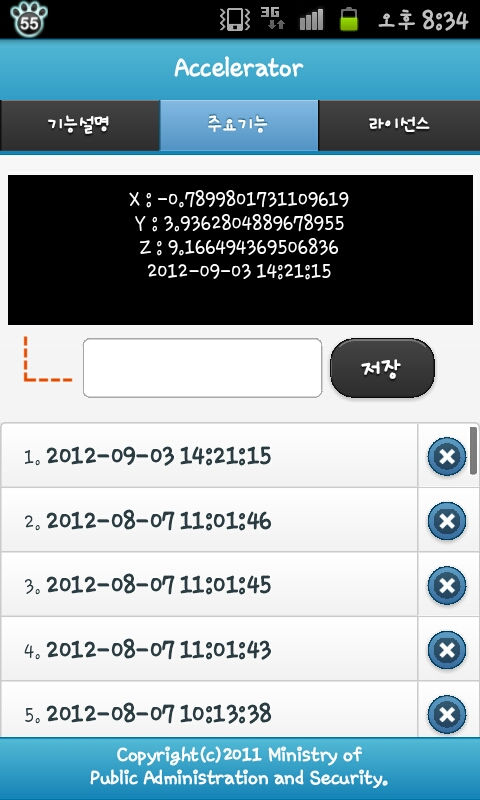 55 3G 오후 8:34
Accelerator
기능설명 주요기능 라이선스
X : -0.7899801731109619
Y : 3.9362804889678955
Z : 9.166494369506836
2012-09-03 14:21:15
저장
1. 2012-09-03 14:21:15
2. 2012-08-07 11:01:46
3. 2012-08-07 11:01:45
4. 2012-08-07 11:01:43
5. 2012-08-07 10:13:38
Copyright(c)2011 Ministry of
Public Administration and Security.